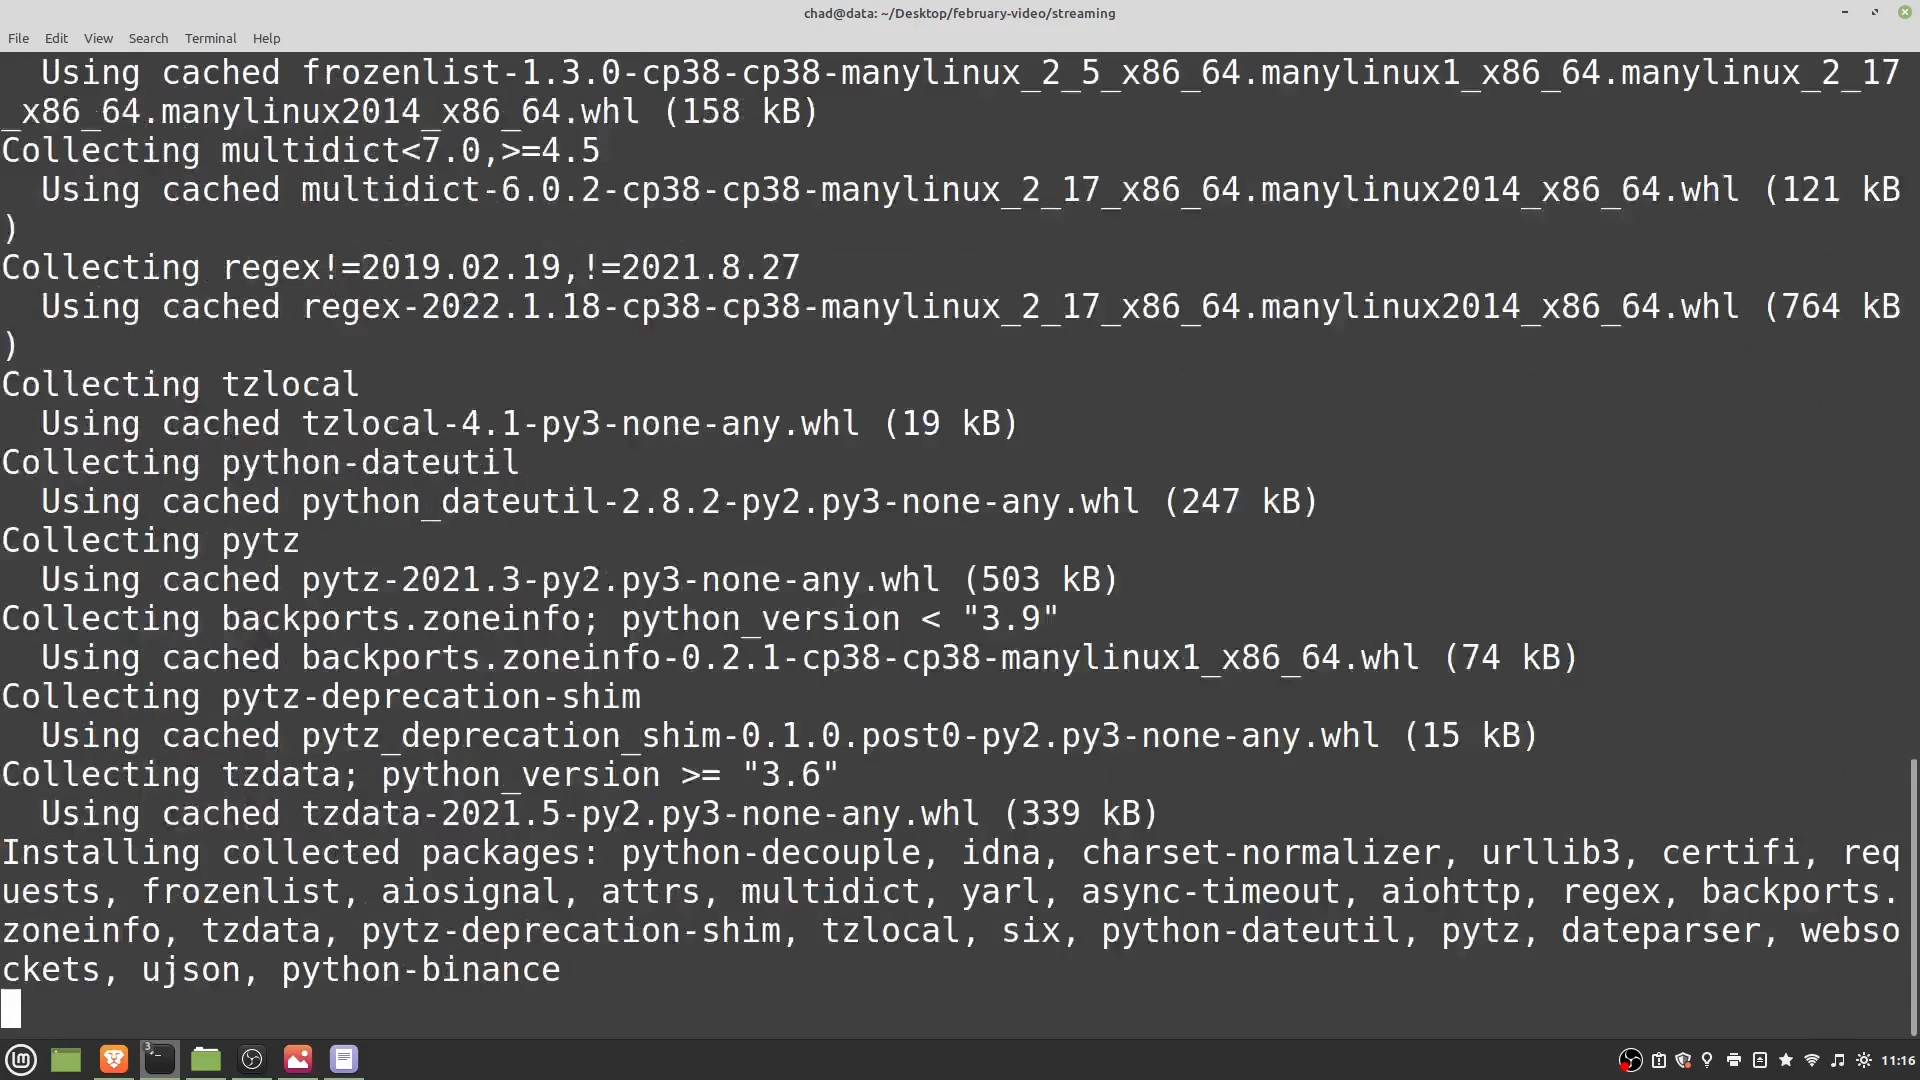 chad@data: ~/Desktop/february-video/streaming
File Edit View Search Terminal Help
  Using cached frozenlist-1.3.0-cp38-cp38-manylinux_2_5_x86_64.manylinux1_x86_64.manylinux_2_17
_x86_64.manylinux2014_x86_64.whl (158 kB)
Collecting multidict<7.0,>=4.5
  Using cached multidict-6.0.2-cp38-cp38-manylinux_2_17_x86_64.manylinux2014_x86_64.whl (121 kB
)
Collecting regex!=2019.02.19,!=2021.8.27
  Using cached regex-2022.1.18-cp38-cp38-manylinux_2_17_x86_64.manylinux2014_x86_64.whl (764 kB
)
Collecting tzlocal
  Using cached tzlocal-4.1-py3-none-any.whl (19 kB)
Collecting python-dateutil
  Using cached python_dateutil-2.8.2-py2.py3-none-any.whl (247 kB)
Collecting pytz
  Using cached pytz-2021.3-py2.py3-none-any.whl (503 kB)
Collecting backports.zoneinfo; python_version < "3.9"
  Using cached backports.zoneinfo-0.2.1-cp38-cp38-manylinux1_x86_64.whl (74 kB)
Collecting pytz-deprecation-shim
  Using cached pytz_deprecation_shim-0.1.0.post0-py2.py3-none-any.whl (15 kB)
Collecting tzdata; python_version >= "3.6"
  Using cached tzdata-2021.5-py2.py3-none-any.whl (339 kB)
Installing collected packages: python-decouple, idna, charset-normalizer, urllib3, certifi, req
uests, frozenlist, aiosignal, attrs, multidict, yarl, async-timeout, aiohttp, regex, backports.
zoneinfo, tzdata, pytz-deprecation-shim, tzlocal, six, python-dateutil, pytz, dateparser, webso
ckets, ujson, python-binance
3
11:16